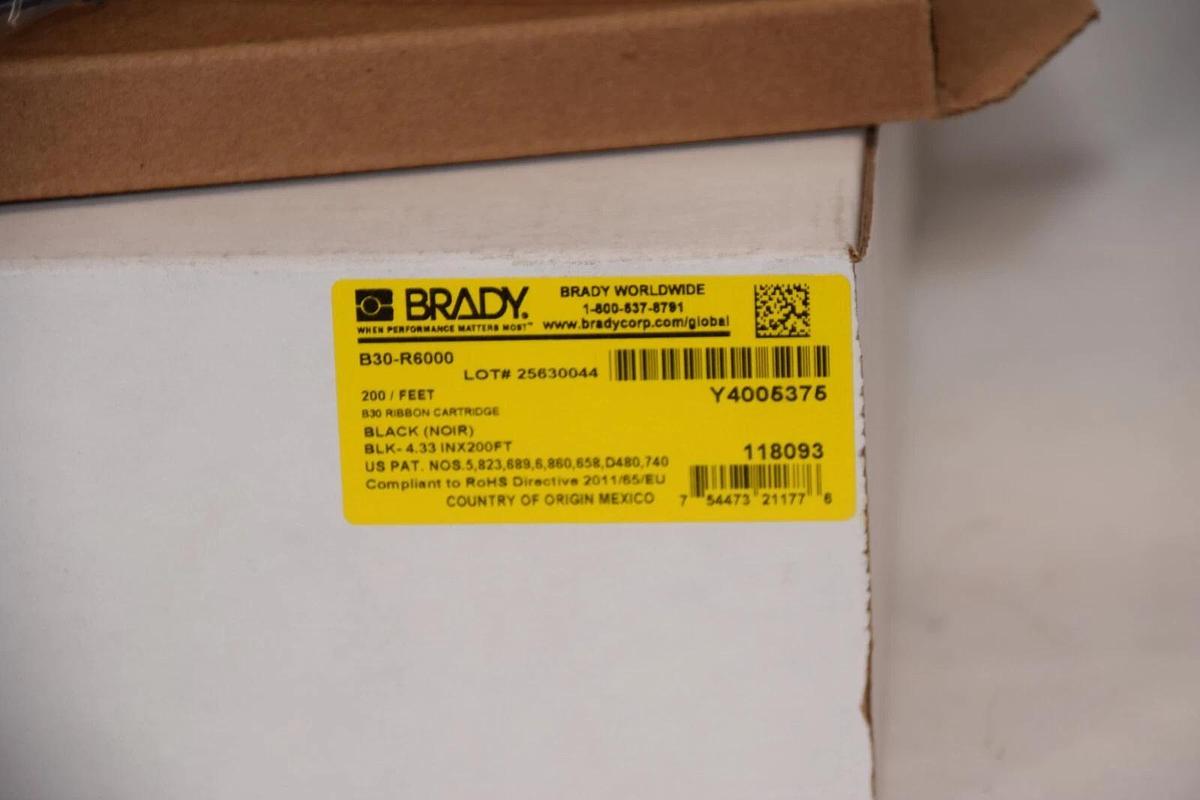 BRADY.
WHEN PERFORMANCE MATTERS MOST™
BRADY WORLDWIDE
1-800-537-8791
www.bradycorp.com/global
B30-R6000
LOT# 25630044
Y4005375
200 / FEET
B30 RIBBON CARTRIDGE
BLACK (NOIR)
BLK- 4.33 INX200FT
118093
US PAT. NOS.5,823,689,6,860,658,D480,740
Compliant to RoHS Directive 2011/65/EU
COUNTRY OF ORIGIN MEXICO
7 54473 21177 6